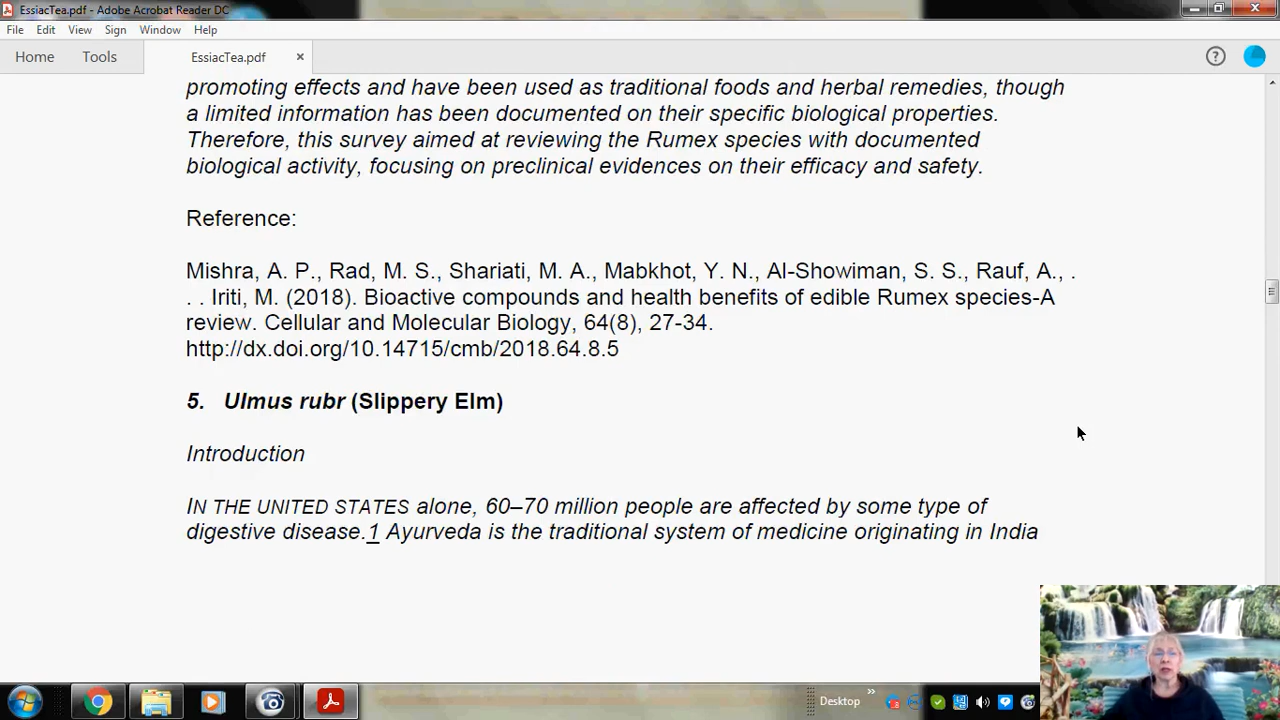 EssiacTea.pdf - Adobe Acrobat Reader DC
File Edit View Sign Window Help
Home Tools EssiacTea.pdf ×
promoting effects and have been used as traditional foods and herbal remedies, though
a limited information has been documented on their specific biological properties.
Therefore, this survey aimed at reviewing the Rumex species with documented
biological activity, focusing on preclinical evidences on their efficacy and safety.
Reference:
Mishra, A. P., Rad, M. S., Shariati, M. A., Mabkhot, Y. N., Al-Showiman, S. S., Rauf, A., .
. . Iriti, M. (2018). Bioactive compounds and health benefits of edible Rumex species-A
review. Cellular and Molecular Biology, 64(8), 27-34.
http://dx.doi.org/10.14715/cmb/2018.64.8.5
5. Ulmus rubr (Slippery Elm)
Introduction
IN THE UNITED STATES alone, 60–70 million people are affected by some type of
digestive disease.1 Ayurveda is the traditional system of medicine originating in India
Desktop »